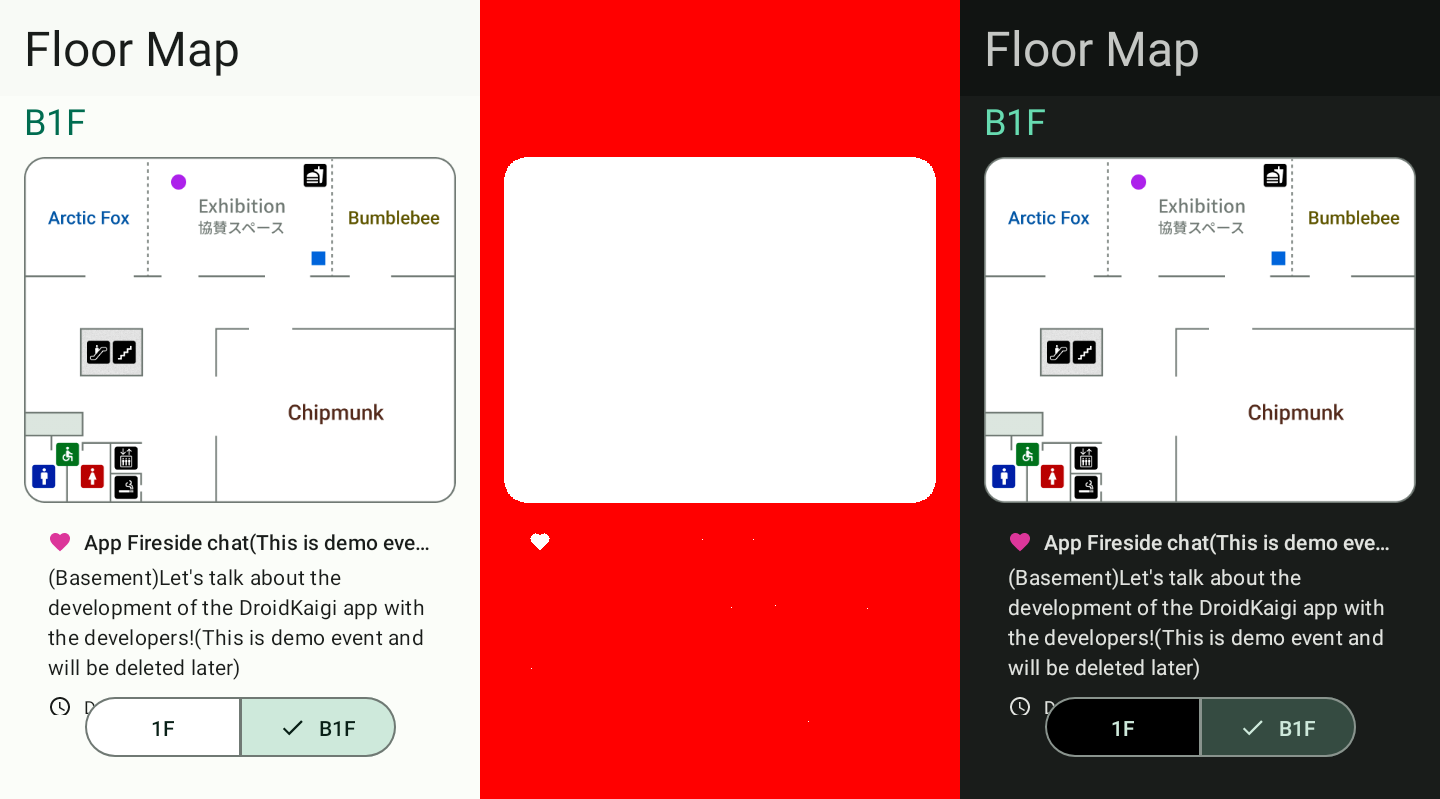 Floor Map
B1F
Exhibition
協賛スペース
Arctic Fox
Bumblebee
Chipmunk
App Fireside chat(This is demo eve...
(Basement)Let's talk about the
development of the DroidKaigi app with
the developers!(This is demo event and
will be deleted later)
1F
B1F
Floor Map
B1F
Exhibition
協賛スペース
Arctic Fox
Bumblebee
Chipmunk
App Fireside chat(This is demo eve...
(Basement)Let's talk about the
development of the DroidKaigi app with
the developers!(This is demo event and
will be deleted later)
1F
B1F